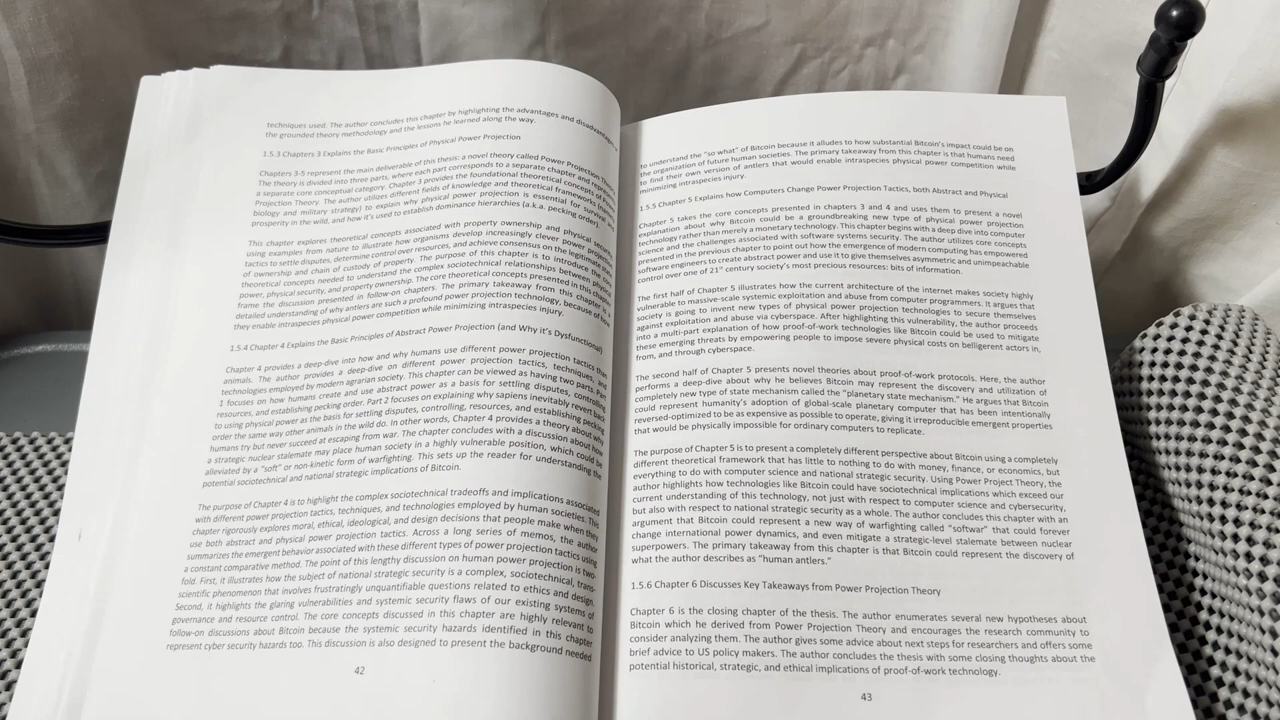 techniques used. The author concludes this chapter by highlighting the advantages and disadvantages
the grounded theory methodology and the lessons he learned along the way.
1.5.3 Chapters 3 Explains the Basic Principles of Physical Power Projection
Chapters 3-5 represent the main deliverable of this thesis: a novel theory called Power Projection Theory.
The theory is divided into three parts, where each part corresponds to a separate chapter and
a separate core conceptual category. Chapter 3 provides the foundational theoretical concepts of Power
Projection Theory. The author utilizes different fields of knowledge and theoretical frameworks
biology and military strategy) to explain why physical power projection is essential for survival and
prosperity in the wild, and how it's used to establish dominance hierarchies (a.k.a. pecking order).
This chapter explores theoretical concepts associated with property ownership and physical security
using examples from nature to illustrate how organisms develop increasingly clever power projection
tactics to settle disputes, determine control over resources, and achieve consensus on the legitimate state
of ownership and chain of custody of property. The purpose of this chapter is to introduce the core
theoretical concepts needed to understand the complex sociotechnical relationships between physical
power, physical security, and property ownership. The core theoretical concepts presented in this chapter
frame the discussion presented in follow-on chapters. The primary takeaway from this chapter is a
detailed understanding of why antlers are such a profound power projection technology, because of how
they enable intraspecies physical power competition while minimizing intraspecies injury.
1.5.4 Chapter 4 Explains the Basic Principles of Abstract Power Projection (and Why it's Dysfunctional)
Chapter 4 provides a deep-dive into how and why humans use different power projection tactics than
animals. The author provides a deep-dive on different power projection tactics, techniques, and
technologies employed by modern agrarian society. This chapter can be viewed as having two parts. Part
1 focuses on how humans create and use abstract power as a basis for settling disputes, controlling
resources, and establishing pecking order. Part 2 focuses on explaining why sapiens inevitably revert back
to using physical power as the basis for settling disputes, controlling, resources, and establishing pecking
order the same way other animals in the wild do. In other words, Chapter 4 provides a theory about why
humans try but never succeed at escaping from war. The chapter concludes with a discussion about how
a strategic nuclear stalemate may place human society in a highly vulnerable position, which could be
alleviated by a "soft" or non-kinetic form of warfighting. This sets up the reader for understanding the
potential sociotechnical and national strategic implications of Bitcoin.
The purpose of Chapter 4 is to highlight the complex sociotechnical tradeoffs and implications associated
with different power projection tactics, techniques, and technologies employed by human societies. This
chapter rigorously explores moral, ethical, ideological, and design decisions that people make when they
use both abstract and physical power projection tactics. Across a long series of memos, the author
summarizes the emergent behavior associated with these different types of power projection tactics using
a constant comparative method. The point of this lengthy discussion on human power projection is two-
fold. First, it illustrates how the subject of national strategic security is a complex, sociotechnical, trans-
scientific phenomenon that involves frustratingly unquantifiable questions related to ethics and design.
Second, it highlights the glaring vulnerabilities and systemic security flaws of our existing systems of
governance and resource control. The core concepts discussed in this chapter are highly relevant to
follow-on discussions about Bitcoin because the systemic security hazards identified in this chapter
represent cyber security hazards too. This discussion is also designed to present the background needed
42
to understand the "so what" of Bitcoin because it alludes to how substantial Bitcoin's impact could be on
the organization of future human societies. The primary takeaway from this chapter is that humans need
to find their own version of antlers that would enable intraspecies physical power competition while
minimizing intraspecies injury.
1.5.5 Chapter 5 Explains how Computers Change Power Projection Tactics, both Abstract and Physical
Chapter 5 takes the core concepts presented in chapters 3 and 4 and uses them to present a novel
explanation about why Bitcoin could be a groundbreaking new type of physical power projection
technology rather than merely a monetary technology. This chapter begins with a deep dive into computer
science and the challenges associated with software systems security. The author utilizes core concepts
presented in the previous chapter to point out how the emergence of modern computing has empowered
software engineers to create abstract power and use it to give themselves asymmetric and unimpeachable
control over one of 21st century society's most precious resources: bits of information.
The first half of Chapter 5 illustrates how the current architecture of the internet makes society highly
vulnerable to massive-scale systemic exploitation and abuse from computer programmers. It argues that
society is going to invent new types of physical power projection technologies to secure themselves
against exploitation and abuse via cyberspace. After highlighting this vulnerability, the author proceeds
into a multi-part explanation of how proof-of-work technologies like Bitcoin could be used to mitigate
these emerging threats by empowering people to impose severe physical costs on belligerent actors in,
from, and through cyberspace.
The second half of Chapter 5 presents novel theories about proof-of-work protocols. Here, the author
performs a deep-dive about why he believes Bitcoin may represent the discovery and utilization of
completely new type of state mechanism called the "planetary state mechanism." He argues that Bitcoin
could represent humanity's adoption of global-scale planetary computer that has been intentionally
reversed-optimized to be as expensive as possible to operate, giving it irreproducible emergent properties
that would be physically impossible for ordinary computers to replicate.
The purpose of Chapter 5 is to present a completely different perspective about Bitcoin using a completely
different theoretical framework that has little to nothing to do with money, finance, or economics, but
everything to do with computer science and national strategic security. Using Power Project Theory, the
author highlights how technologies like Bitcoin could have sociotechnical implications which exceed our
current understanding of this technology, not just with respect to computer science and cybersecurity,
but also with respect to national strategic security as a whole. The author concludes this chapter with an
argument that Bitcoin could represent a new way of warfighting called "softwar" that could forever
change international power dynamics, and even mitigate a strategic-level stalemate between nuclear
superpowers. The primary takeaway from this chapter is that Bitcoin could represent the discovery of
what the author describes as "human antlers."
1.5.6 Chapter 6 Discusses Key Takeaways from Power Projection Theory
Chapter 6 is the closing chapter of the thesis. The author enumerates several new hypotheses about
Bitcoin which he derived from Power Projection Theory and encourages the research community to
consider analyzing them. The author gives some advice about next steps for researchers and offers some
brief advice to US policy makers. The author concludes the thesis with some closing thoughts about the
potential historical, strategic, and ethical implications of proof-of-work technology.
43